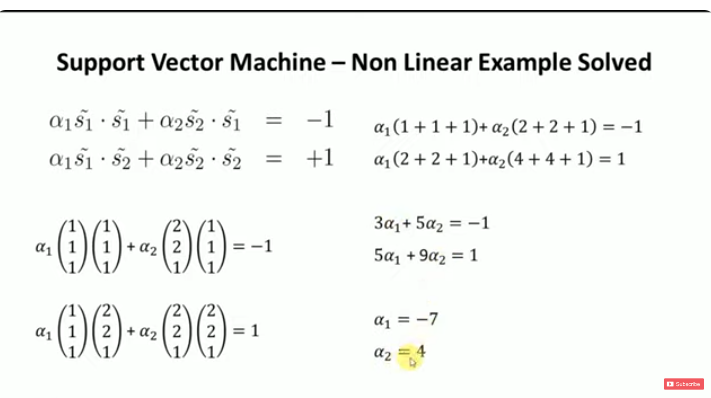 Support Vector Machine – Non Linear Example Solved
α₁s̃₁ · s̃₁ + α₂s̃₂ · s̃₁ = −1
α₁s̃₁ · s̃₂ + α₂s̃₂ · s̃₂ = +1
α₁(1 + 1 + 1)+ α₂(2 + 2 + 1) = −1
α₁(2 + 2 + 1)+α₂(4 + 4 + 1) = 1
α₁ (1 1 1) (1 1 1) + α₂ (2 2 1) (1 1 1) = −1
3α₁+ 5α₂ = −1
5α₁ + 9α₂ = 1
α₁ (1 1 1) (2 2 1) + α₂ (2 2 1) (2 2 1) = 1
α₁ = −7
α₂ = 4
Subscribe